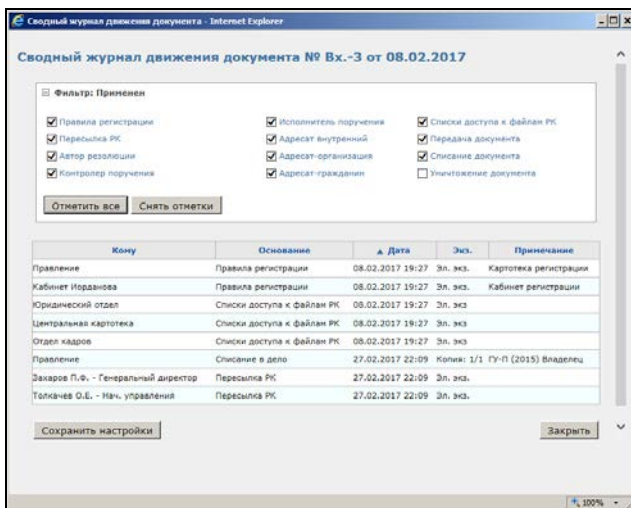 Сводный журнал движения документа - Internet Explorer
Сводный журнал движения документа № Вх.-3 от 08.02.2017
Фильтр: Применен
Правила регистрации Исполнитель поручения Списки доступа к файлам РК
Пересылка РК Адресат внутренний Передача документа
Автор резолюции Адресат-организация Списание документа
Контролер поручения Адресат-гражданин Уничтожение документа
Отметить все Снять отметки
Кому Основание Дата Экз. Примечание
Правление Правила регистрации 08.02.2017 19:27 Эл. экз. Картотека регистрации
Кабинет Иорданова Правила регистрации 08.02.2017 19:27 Эл. экз. Кабинет регистрации
Юридический отдел Списки доступа к файлам РК 08.02.2017 19:27 Эл. экз
Центральная картотека Списки доступа к файлам РК 08.02.2017 19:27 Эл. экз
Отдел кадров Списки доступа к файлам РК 08.02.2017 19:27 Эл. экз
Правление Списание в дело 27.02.2017 22:09 Копия: 1/1 ГУ-П (2015) Владелец
Захаров П.Ф. - Генеральный директор Пересылка РК 27.02.2017 22:09 Эл. экз.
Толкачев О.Е. - Нач. управления Пересылка РК 27.02.2017 22:09 Эл. экз.
Сохранить настройки Закрыть
100%